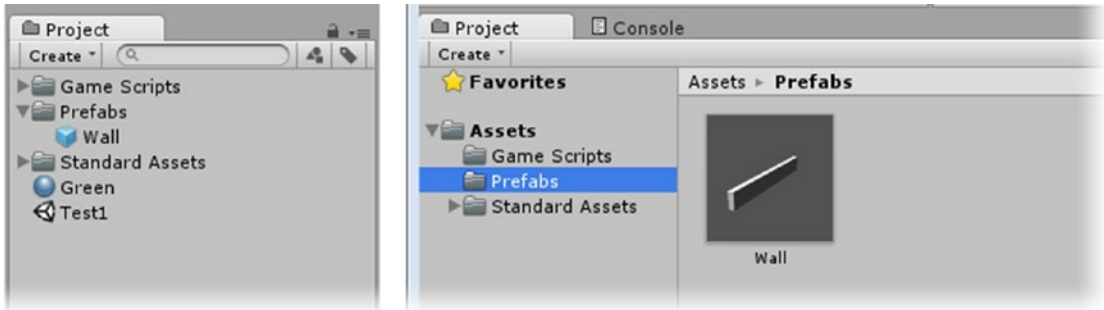 Project
Create
Game Scripts
Prefabs
Wall
Standard Assets
Green
Test1
Project Console
Create
Favorites
Assets
Game Scripts
Prefabs
Standard Assets
Assets Prefabs
Wall